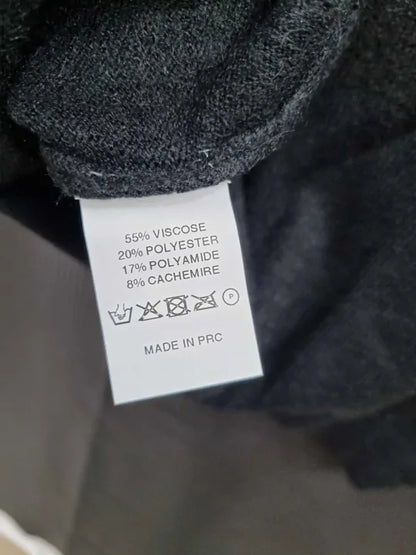 55% VISCOSE
20% POLYESTER
17% POLYAMIDE
8% CACHEMIRE
P
MADE IN PRC